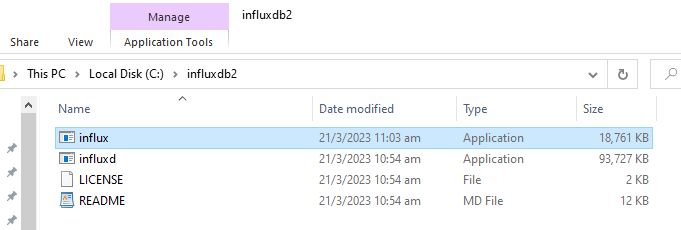 Manage influxdb2
Application Tools
This PC Local Disk (C:) influxdb2
Name Date modified Type Size
influx 21/3/2023 11:03 am Application 18,761 KB
influxd 21/3/2023 10:54 am Application 93,727 KB
LICENSE 21/3/2023 10:54 am File 2 KB
README 21/3/2023 10:54 am MD File 12 KB